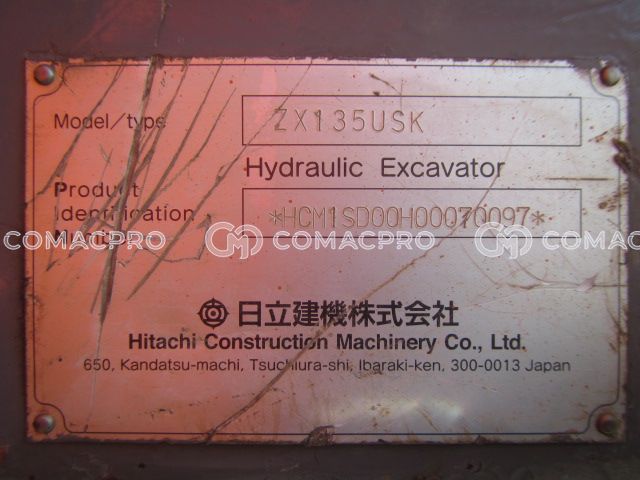 Model/type
ZX135USK
Hydraulic Excavator
Product
Identification
*HCM1SD00H00070097*
COMACPRO COMACPRO COMACPRO
日立建機株式会社
Hitachi Construction Machinery Co., Ltd.
650, Kandatsu-machi, Tsuchiura-shi, Ibaraki-ken, 300-0013 Japan